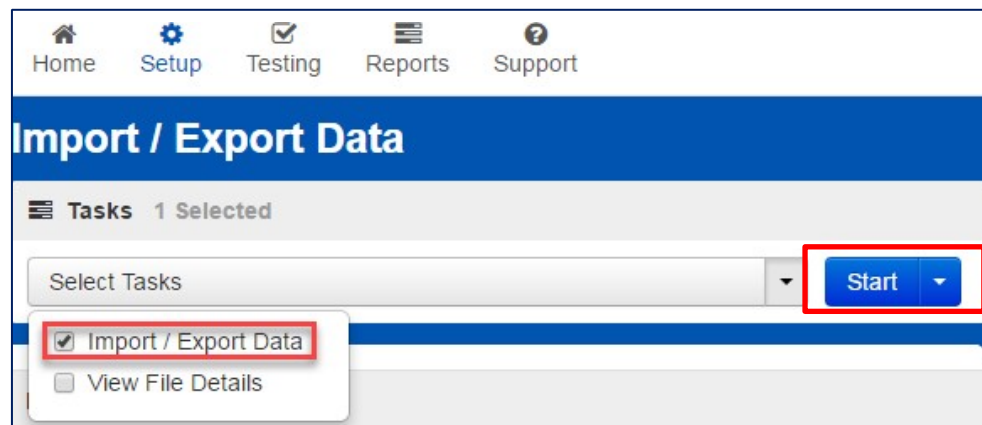 Home Setup Testing Reports Support
Import / Export Data
Tasks 1 Selected
Select Tasks Start
Import / Export Data
View File Details